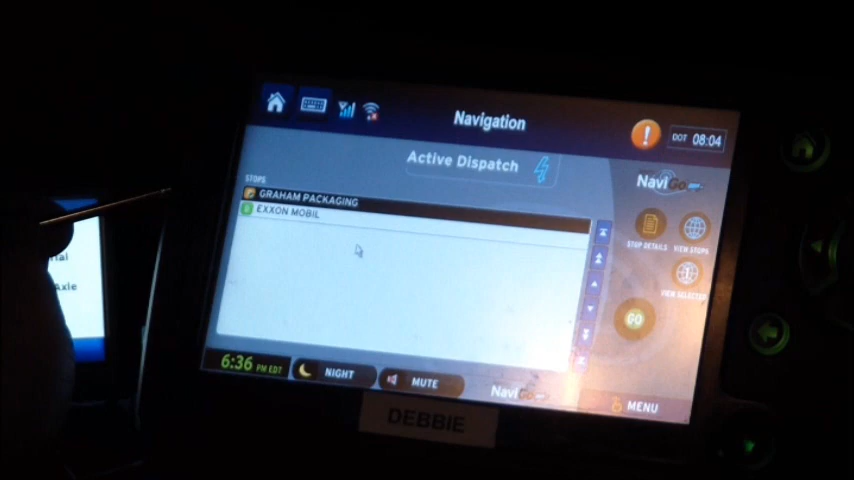 Navigation
!
DOT 08:04
Active Dispatch
NaviGo
STOPS
GRAHAM PACKAGING
EXXON MOBIL
STOP DETAILS
VIEW STOPS
VIEW SELECTED
GO
6:36 PM EDT
NIGHT
MUTE
NaviGo
MENU
DEBBIE
Axle